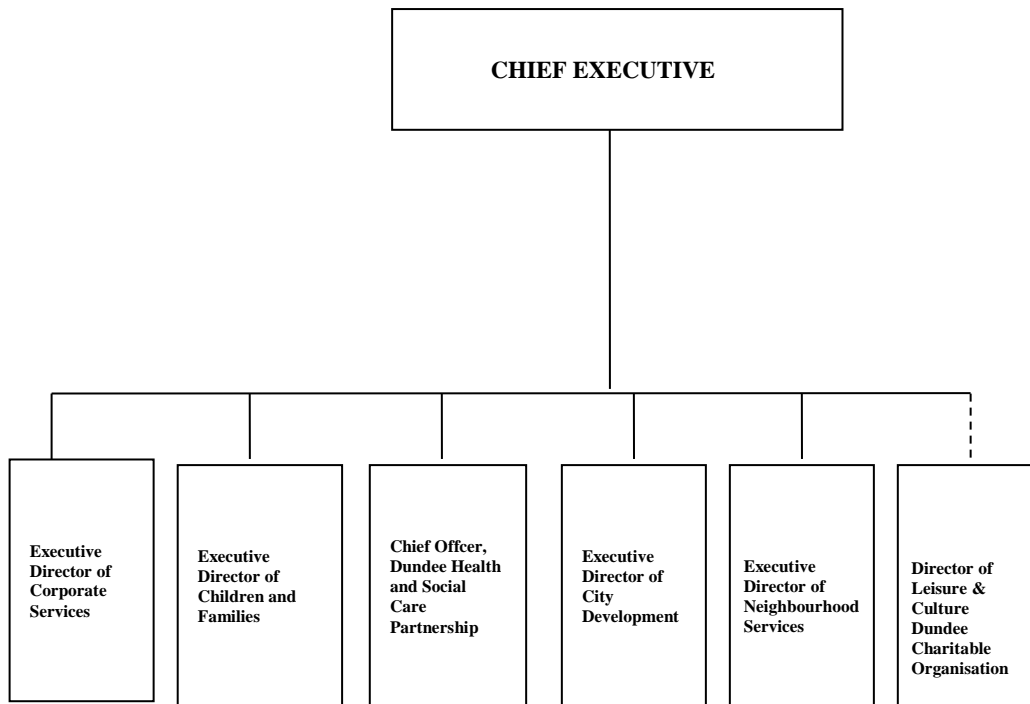 CHIEF EXECUTIVE
Executive
Director of
Corporate
Services
Executive
Director of
Children and
Families
Chief Offcer,
Dundee Health
and Social
Care
Partnership
Executive
Director of
City
Development
Executive
Director of
Neighbourhood
Services
Director of
Leisure &
Culture
Dundee
Charitable
Organisation